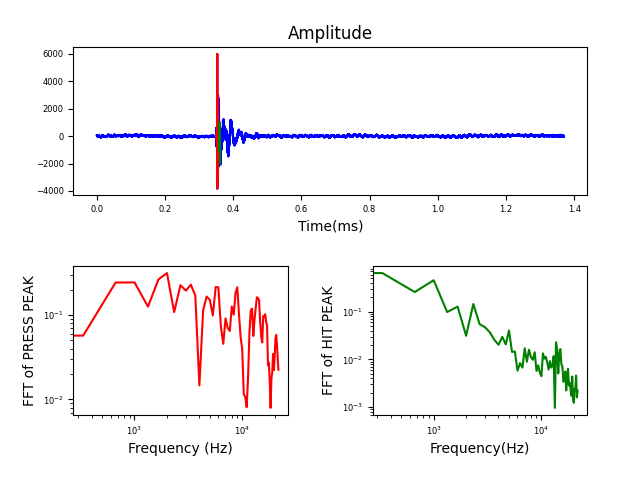 Amplitude
6000
4000
2000
0
−2000
−4000
0.0 0.2 0.4 0.6 0.8 1.0 1.2 1.4
Time(ms)
FFT of PRESS PEAK
10⁻¹
10⁻²
10³ 10⁴
Frequency (Hz)
FFT of HIT PEAK
10⁻¹
10⁻²
10⁻³
10³ 10⁴
Frequency(Hz)